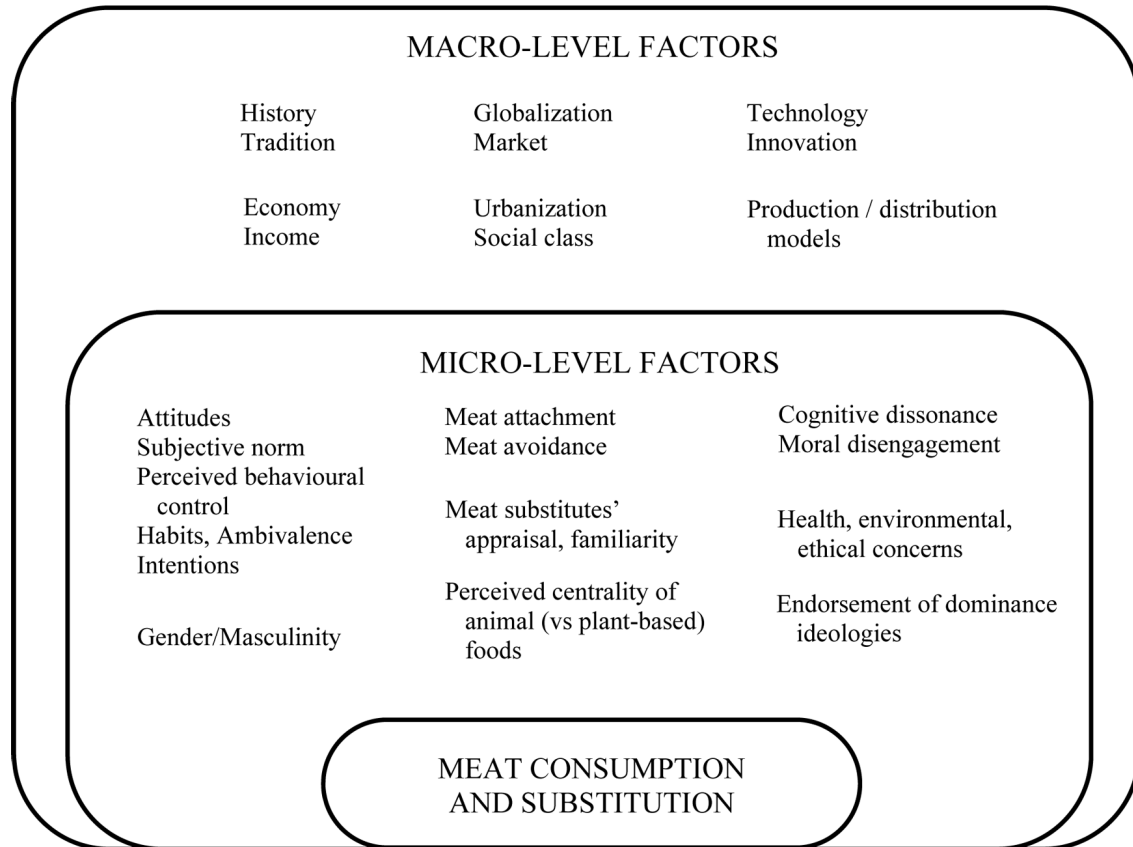 MACRO-LEVEL FACTORS
History
Tradition
Globalization
Market
Technology
Innovation
Economy
Income
Urbanization
Social class
Production / distribution
models
MICRO-LEVEL FACTORS
Attitudes
Subjective norm
Perceived behavioural
control
Habits, Ambivalence
Intentions
Gender/Masculinity
Meat attachment
Meat avoidance
Meat substitutes’
appraisal, familiarity
Perceived centrality of
animal (vs plant-based)
foods
Cognitive dissonance
Moral disengagement
Health, environmental,
ethical concerns
Endorsement of dominance
ideologies
MEAT CONSUMPTION
AND SUBSTITUTION